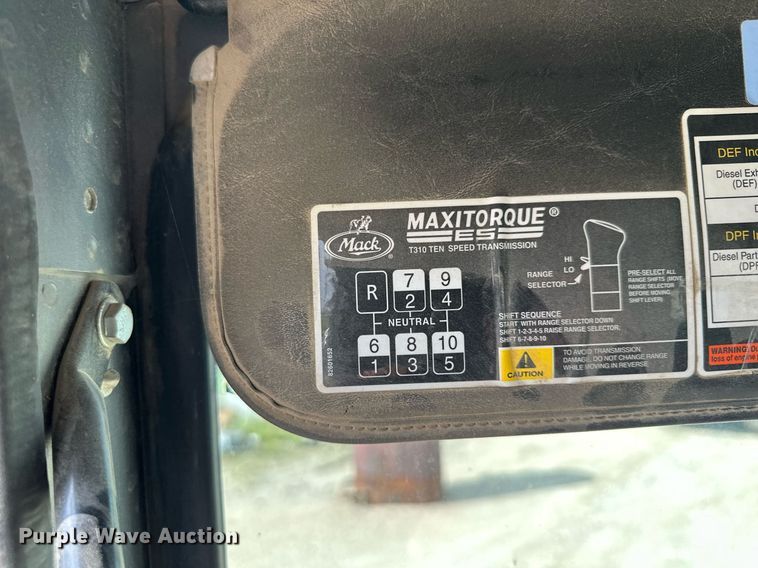 Mack
MAXITORQUE®
ES
T310 TEN SPEED TRANSMISSION
R
7
2
9
4
NEUTRAL
6
1
8
3
10
5
82601652
HI
LO
RANGE
SELECTOR
PRE-SELECT ALL
RANGE SHIFTS (MOVE
RANGE SELECTOR
BEFORE MOVING
SHIFT LEVER)
SHIFT SEQUENCE
START WITH RANGE SELECTOR DOWN
SHIFT 1-2-3-4-5 RAISE RANGE SELECTOR,
SHIFT 6-7-8-9-10
CAUTION
TO AVOID TRANSMISSION
DAMAGE, DO NOT CHANGE RANGE
WHILE MOVING IN REVERSE
DEF
Diesel
(DEF)
DPF
Diesel
WARNING:
loss of engine
Purple Wave Auction